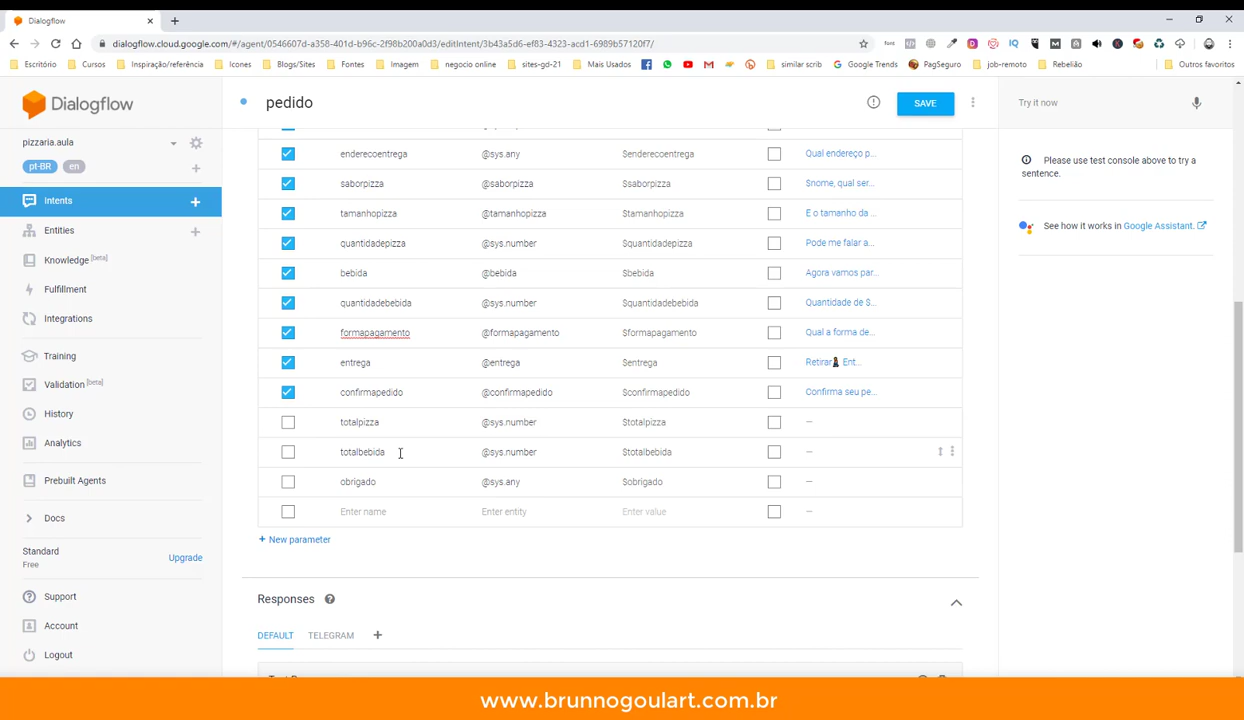 Dialogflow
dialogflow.cloud.google.com/#/agent/0546607d-a358-401d-b96c-2f98b200a0d3/editIntent/3b43a5d6-ef83-4323-acd1-6989b57120f7/
Escritório Cursos Inspiração/referência Icones Blogs/Sites Fontes Imagem negocio online sites-gd-21 Mais Usados similar scrib Google Trends PagSeguro job-remoto Rebelião Outros favoritos
Dialogflow
pizzaria.aula
pt-BR en
Intents
Entities
Knowledge [beta]
Fulfillment
Integrations
Training
Validation [beta]
History
Analytics
Prebuilt Agents
Docs
Standard
Free
Upgrade
Support
Account
Logout
pedido
SAVE
enderecoentrega @sys.any $enderecoentrega Qual endereço p...
saborpizza @saborpizza $saborpizza $nome, qual ser...
tamanhopizza @tamanhopizza $tamanhopizza E o tamanho da ...
quantidadepizza @sys.number $quantidadepizza Pode me falar a...
bebida @bebida $bebida Agora vamos par...
quantidadebebida @sys.number $quantidadebebida Quantidade de $...
formapagamento @formapagamento $formapagamento Qual a forma de...
entrega @entrega $entrega Retirar Ent...
confirmapedido @confirmapedido $confirmapedido Confirma seu pe...
totalpizza @sys.number $totalpizza –
totalbebida @sys.number $totalbebida –
obrigado @sys.any $obrigado –
Enter name Enter entity Enter value –
+ New parameter
Responses
DEFAULT TELEGRAM +
Try it now
Please use test console above to try a
sentence.
See how it works in Google Assistant.
www.brunnogoulart.com.br